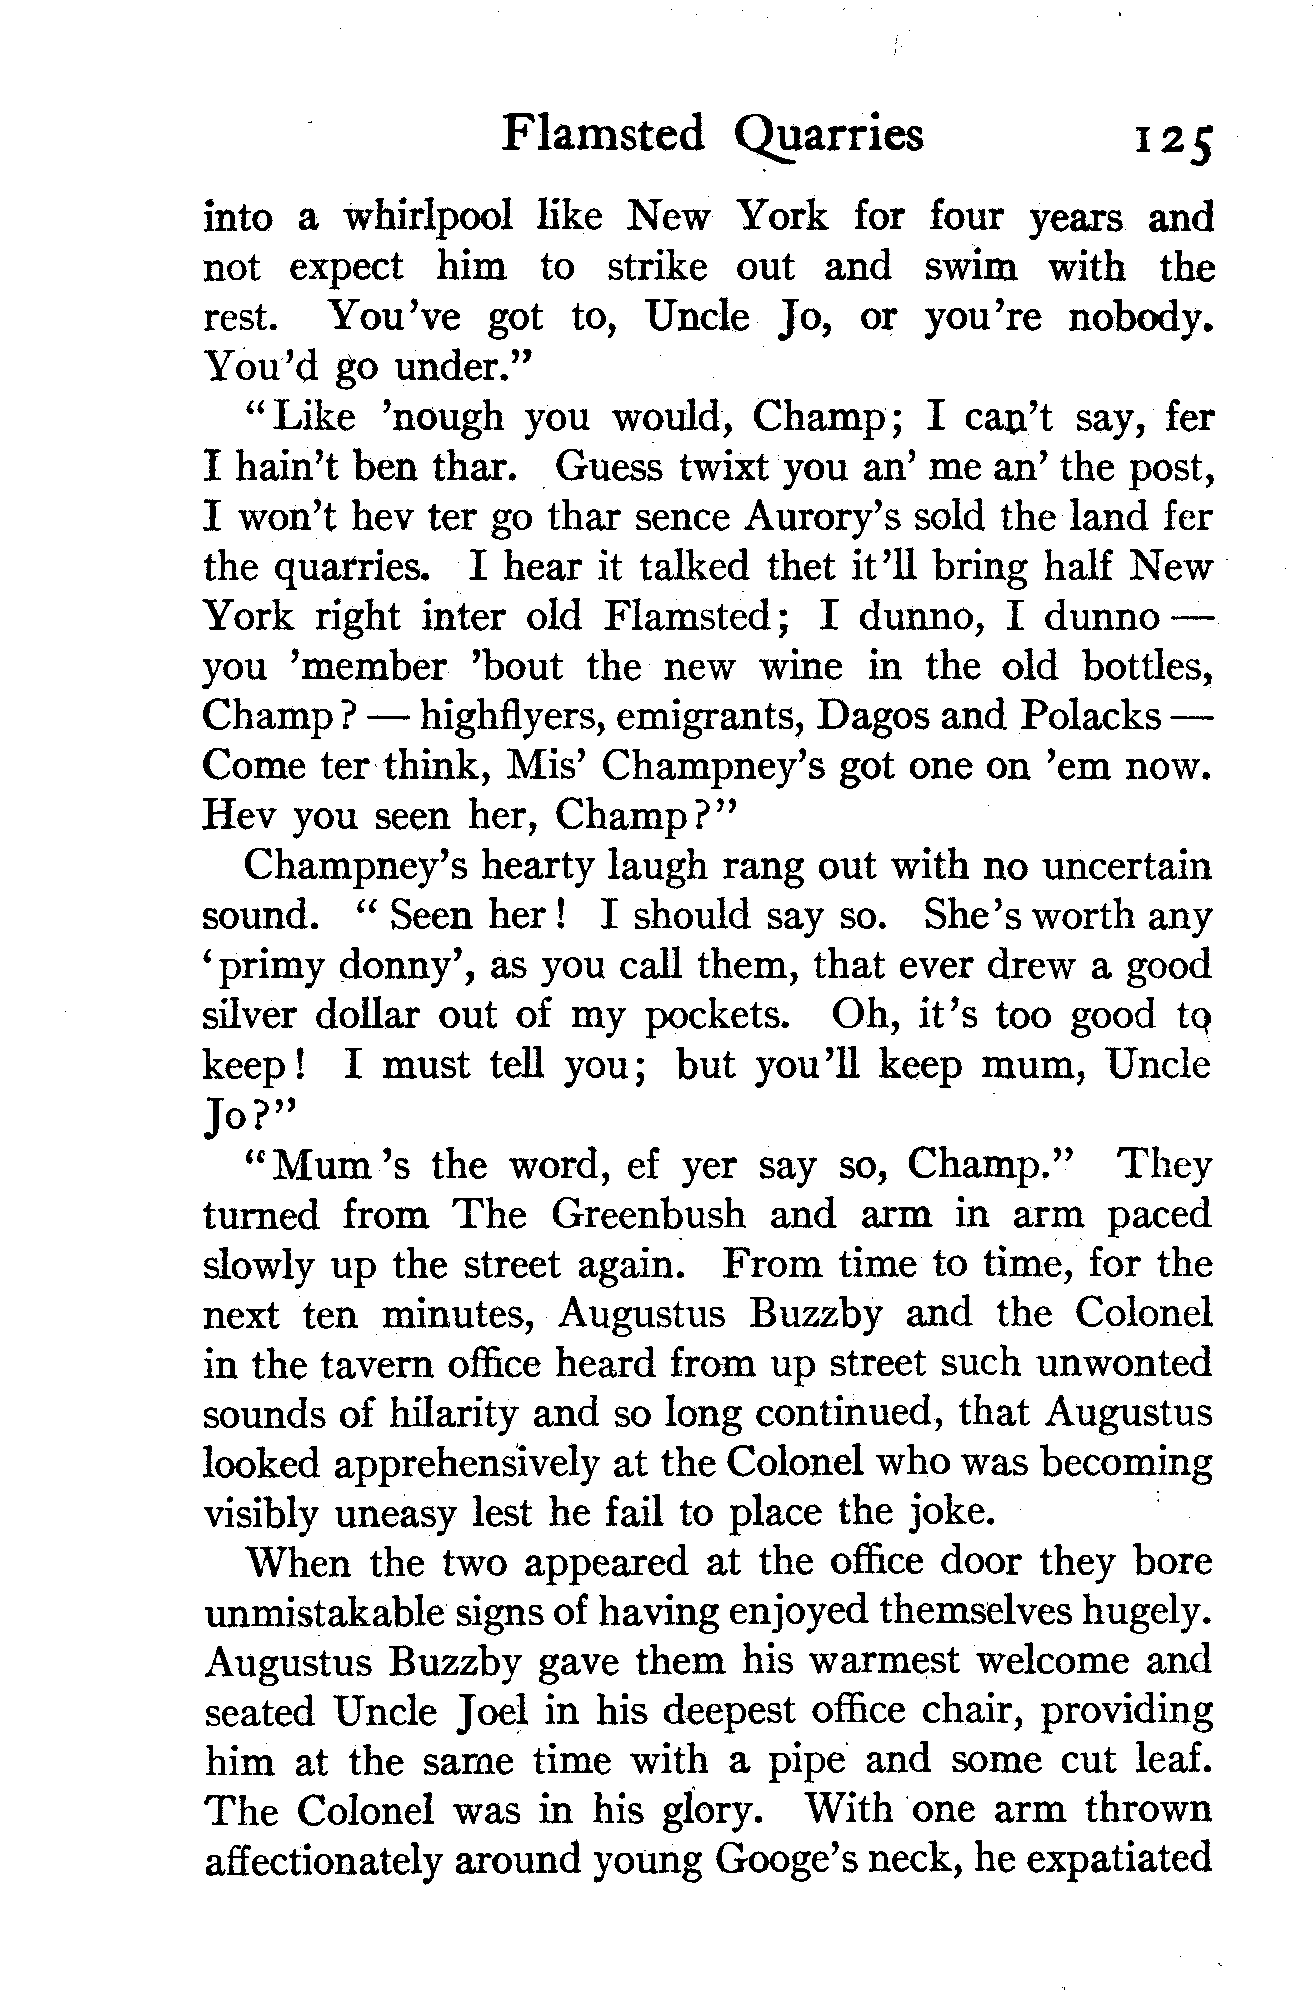 Flamsted Quarries 125
into a whirlpool like New York for four years and
not expect him to strike out and swim with the
rest. You've got to, Uncle Jo, or you're nobody.
You'd go under."
"Like 'nough you would, Champ; I can't say, fer
I hain't ben thar. Guess twixt you an' me an' the post,
I won't hev ter go thar sence Aurory's sold the land fer
the quarries. I hear it talked thet it'll bring half New
York right inter old Flamsted; I dunno, I dunno —
you 'member 'bout the new wine in the old bottles,
Champ? — highflyers, emigrants, Dagos and Polacks —
Come ter think, Mis' Champney's got one on 'em now.
Hev you seen her, Champ?"
Champney's hearty laugh rang out with no uncertain
sound. "Seen her! I should say so. She's worth any
'primy donny', as you call them, that ever drew a good
silver dollar out of my pockets. Oh, it's too good to
keep! I must tell you; but you'll keep mum, Uncle
Jo?"
"Mum's the word, ef yer say so, Champ." They
turned from The Greenbush and arm in arm paced
slowly up the street again. From time to time, for the
next ten minutes, Augustus Buzzby and the Colonel
in the tavern office heard from up street such unwonted
sounds of hilarity and so long continued, that Augustus
looked apprehensively at the Colonel who was becoming
visibly uneasy lest he fail to place the joke.
When the two appeared at the office door they bore
unmistakable signs of having enjoyed themselves hugely.
Augustus Buzzby gave them his warmest welcome and
seated Uncle Joel in his deepest office chair, providing
him at the same time with a pipe and some cut leaf.
The Colonel was in his glory. With one arm thrown
affectionately around young Googe's neck, he expatiated